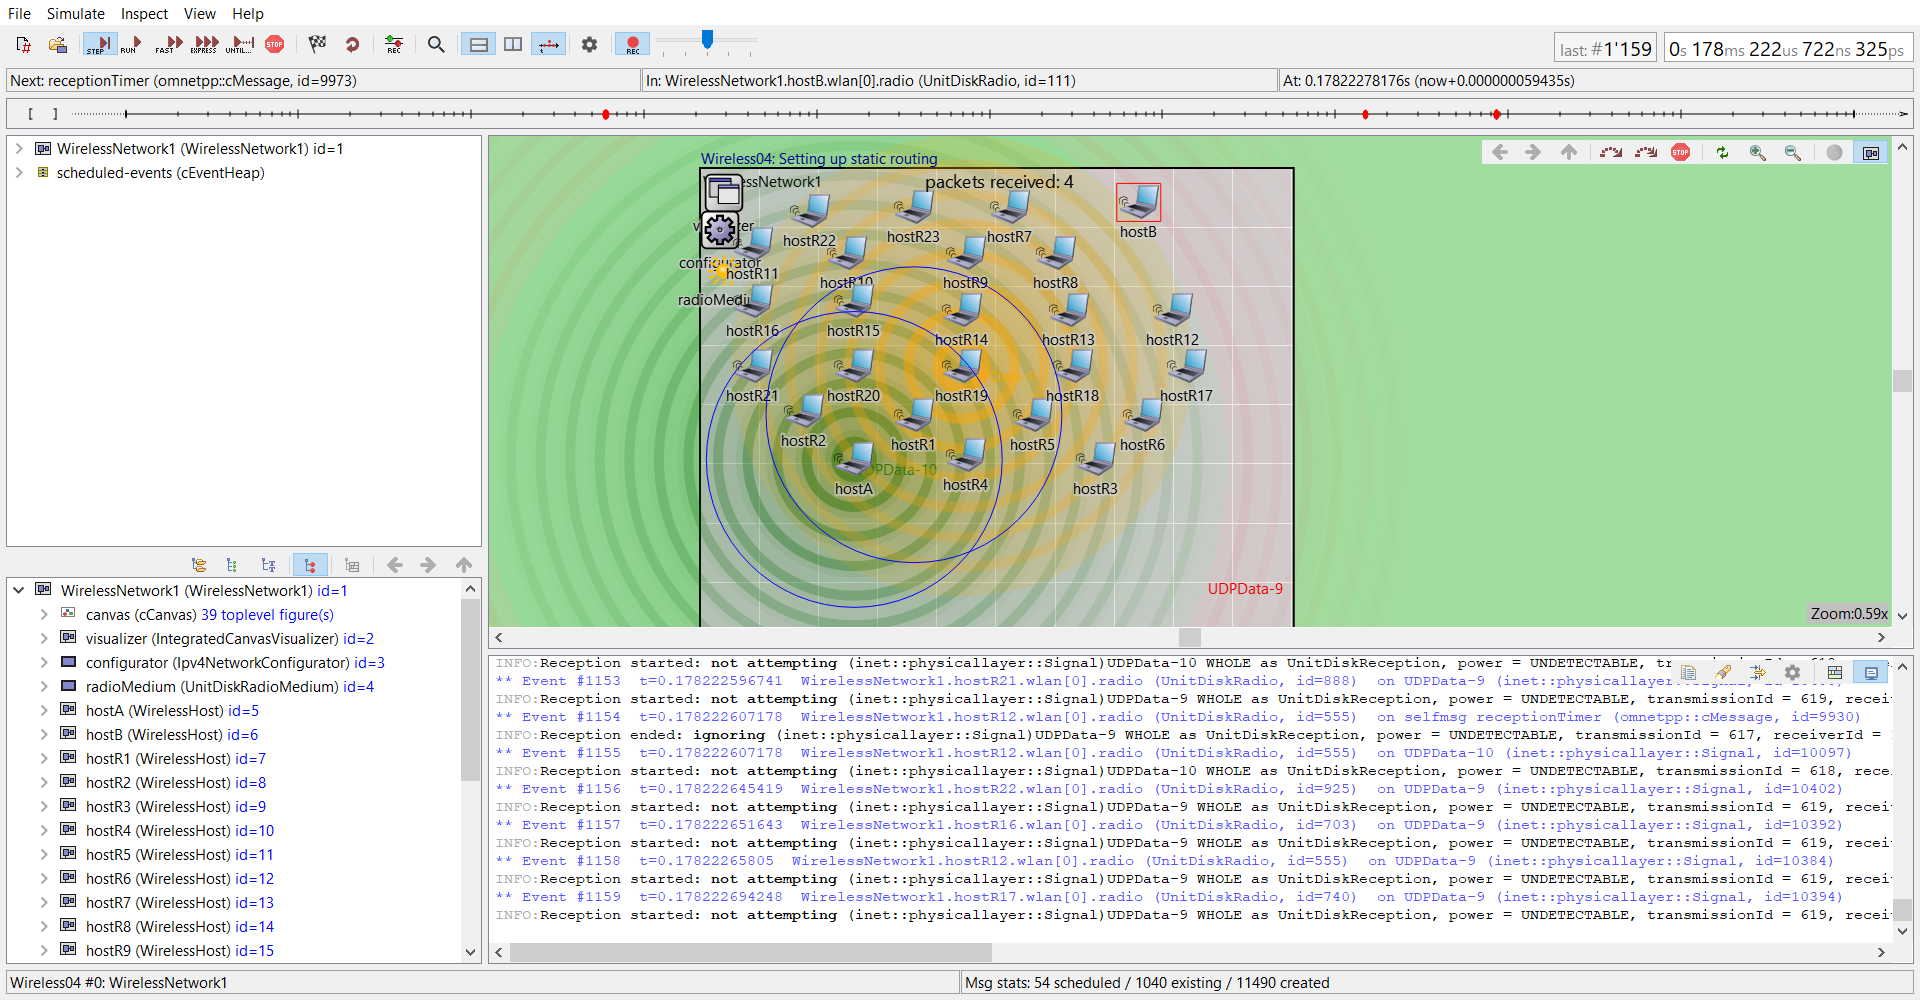 File Simulate Inspect View Help
STEP RUN FAST EXPRESS UNTIL... STOP REC REC
last: #1'159 0s 178ms 222us 722ns 325ps
Next: receptionTimer (omnetpp::cMessage, id=9973) In: WirelessNetwork1.hostB.wlan[0].radio (UnitDiskRadio, id=111) At: 0.17822278176s (now+0.000000059435s)
[ ]
WirelessNetwork1 (WirelessNetwork1) id=1
scheduled-events (cEventHeap)
WirelessNetwork1 (WirelessNetwork1) id=1
canvas (cCanvas) 39 toplevel figure(s)
visualizer (IntegratedCanvasVisualizer) id=2
configurator (Ipv4NetworkConfigurator) id=3
radioMedium (UnitDiskRadioMedium) id=4
hostA (WirelessHost) id=5
hostB (WirelessHost) id=6
hostR1 (WirelessHost) id=7
hostR2 (WirelessHost) id=8
hostR3 (WirelessHost) id=9
hostR4 (WirelessHost) id=10
hostR5 (WirelessHost) id=11
hostR6 (WirelessHost) id=12
hostR7 (WirelessHost) id=13
hostR8 (WirelessHost) id=14
hostR9 (WirelessHost) id=15
Wireless04: Setting up static routing
STOP
essNetwork1 packets received: 4
hostR22 hostR23 hostR7 hostB
configurator hostR11 hostR10 hostR9 hostR8
radioMediu
hostR16 hostR15 hostR14 hostR13 hostR12
hostR21 hostR20 hostR19 hostR18 hostR17
hostR2 hostR1 hostR5 hostR6
UDPData-10
hostA hostR4 hostR3
UDPData-9
Zoom:0.59x
INFO:Reception started: not attempting (inet::physicallayer::Signal)UDPData-10 WHOLE as UnitDiskReception, power = UNDETECTABLE,
** Event #1153 t=0.178222596741 WirelessNetwork1.hostR21.wlan[0].radio (UnitDiskRadio, id=888) on UDPData-9
INFO:Reception started: not attempting (inet::physicallayer::Signal)UDPData-9 WHOLE as UnitDiskReception, power = UNDETECTABLE, transmissionId = 619, recei
** Event #1154 t=0.178222607178 WirelessNetwork1.hostR12.wlan[0].radio (UnitDiskRadio, id=555) on selfmsg receptionTimer (omnetpp::cMessage, id=9930)
INFO:Reception ended: ignoring (inet::physicallayer::Signal)UDPData-9 WHOLE as UnitDiskReception, power = UNDETECTABLE, transmissionId = 617, receiverId =
** Event #1155 t=0.178222607178 WirelessNetwork1.hostR12.wlan[0].radio (UnitDiskRadio, id=555) on UDPData-10 (inet::physicallayer::Signal, id=10097)
INFO:Reception started: not attempting (inet::physicallayer::Signal)UDPData-10 WHOLE as UnitDiskReception, power = UNDETECTABLE, transmissionId = 618, rece
** Event #1156 t=0.178222645419 WirelessNetwork1.hostR22.wlan[0].radio (UnitDiskRadio, id=925) on UDPData-9 (inet::physicallayer::Signal, id=10402)
INFO:Reception started: not attempting (inet::physicallayer::Signal)UDPData-9 WHOLE as UnitDiskReception, power = UNDETECTABLE, transmissionId = 619, recei
** Event #1157 t=0.178222651643 WirelessNetwork1.hostR16.wlan[0].radio (UnitDiskRadio, id=703) on UDPData-9 (inet::physicallayer::Signal, id=10392)
INFO:Reception started: not attempting (inet::physicallayer::Signal)UDPData-9 WHOLE as UnitDiskReception, power = UNDETECTABLE, transmissionId = 619, recei
** Event #1158 t=0.17822265805 WirelessNetwork1.hostR12.wlan[0].radio (UnitDiskRadio, id=555) on UDPData-9 (inet::physicallayer::Signal, id=10384)
INFO:Reception started: not attempting (inet::physicallayer::Signal)UDPData-9 WHOLE as UnitDiskReception, power = UNDETECTABLE, transmissionId = 619, recei
** Event #1159 t=0.178222694248 WirelessNetwork1.hostR17.wlan[0].radio (UnitDiskRadio, id=740) on UDPData-9 (inet::physicallayer::Signal, id=10394)
INFO:Reception started: not attempting (inet::physicallayer::Signal)UDPData-9 WHOLE as UnitDiskReception, power = UNDETECTABLE, transmissionId = 619, recei
Wireless04 #0: WirelessNetwork1 Msg stats: 54 scheduled / 1040 existing / 11490 created